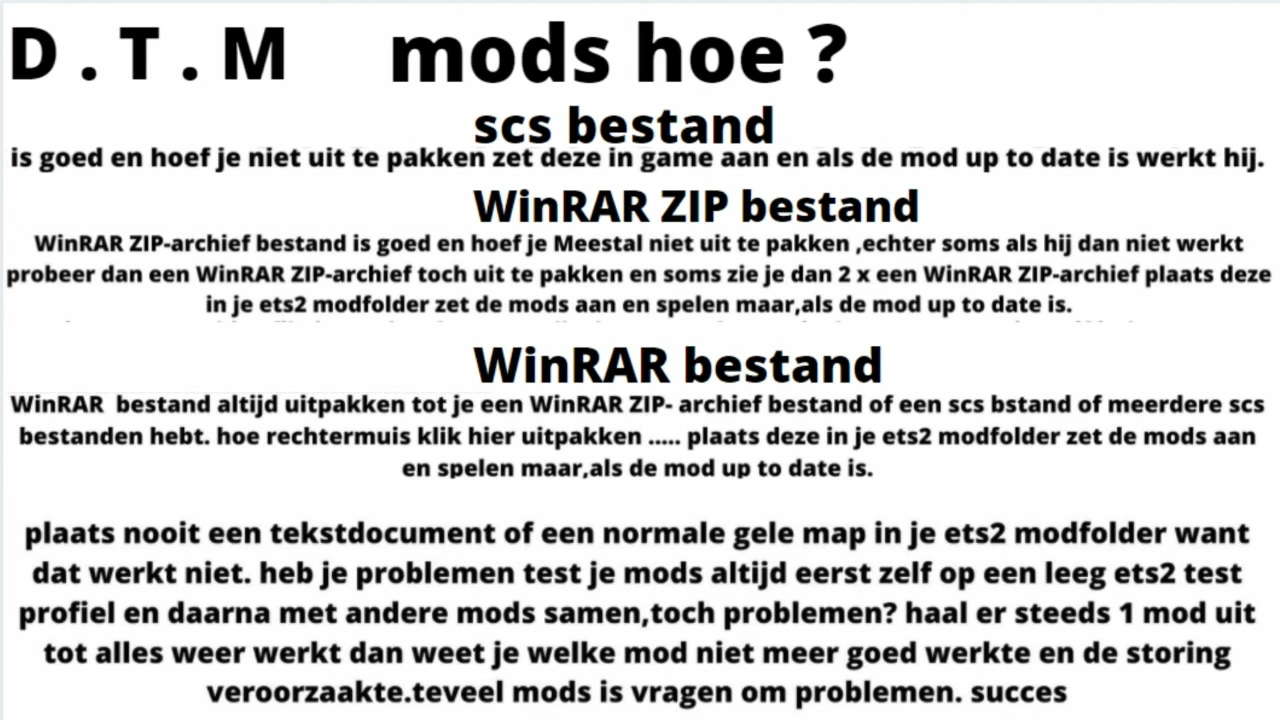 D . T . M mods hoe ?
scs bestand
is goed en hoef je niet uit te pakken zet deze in game aan en als de mod up to date is werkt hij.
WinRAR ZIP bestand
WinRAR ZIP-archief bestand is goed en hoef je Meestal niet uit te pakken ,echter soms als hij dan niet werkt
probeer dan een WinRAR ZIP-archief toch uit te pakken en soms zie je dan 2 x een WinRAR ZIP-archief plaats deze
in je ets2 modfolder zet de mods aan en spelen maar,als de mod up to date is.
WinRAR bestand
WinRAR bestand altijd uitpakken tot je een WinRAR ZIP- archief bestand of een scs bstand of meerdere scs
bestanden hebt. hoe rechtermuis klik hier uitpakken ..... plaats deze in je ets2 modfolder zet de mods aan
en spelen maar,als de mod up to date is.
plaats nooit een tekstdocument of een normale gele map in je ets2 modfolder want
dat werkt niet. heb je problemen test je mods altijd eerst zelf op een leeg ets2 test
profiel en daarna met andere mods samen,toch problemen? haal er steeds 1 mod uit
tot alles weer werkt dan weet je welke mod niet meer goed werkte en de storing
veroorzaakte.teveel mods is vragen om problemen. succes